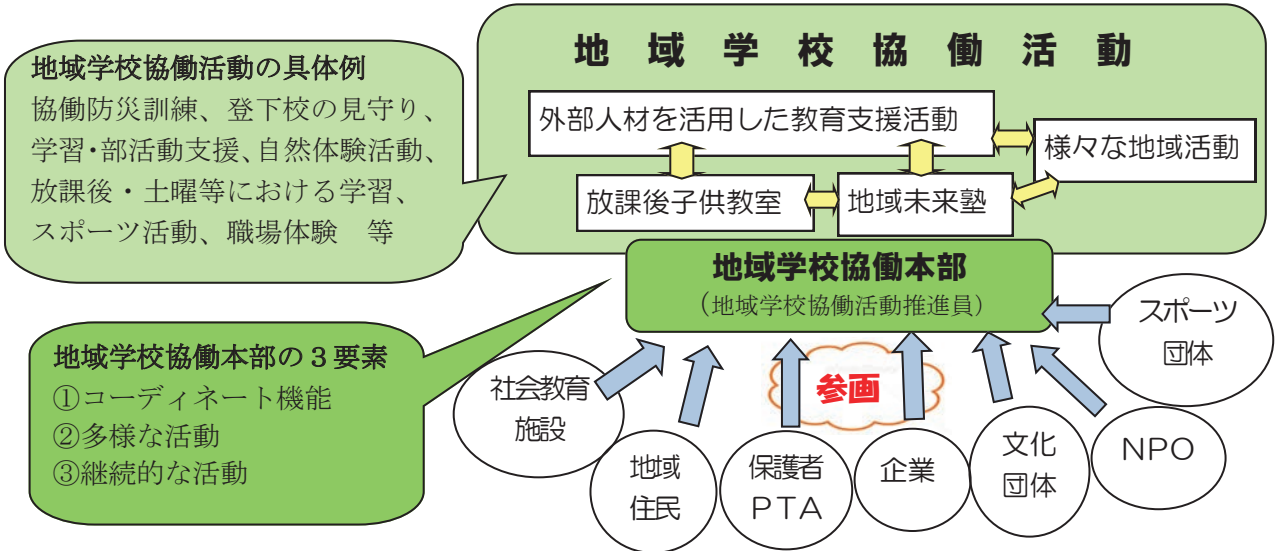 地域学校協働活動
地域学校協働活動の具体例
協働防災訓練、登下校の見守り、
学習・部活動支援、自然体験活動、
放課後・土曜等における学習、
スポーツ活動、職場体験　等
外部人材を活用した教育支援活動
様々な地域活動
放課後子供教室
地域未来塾
地域学校協働本部
（地域学校協働活動推進員）
地域学校協働本部の3要素
①コーディネート機能
②多様な活動
③継続的な活動
参画
社会教育
施設
地域
住民
保護者
PTA
企業
文化
団体
NPO
スポーツ
団体